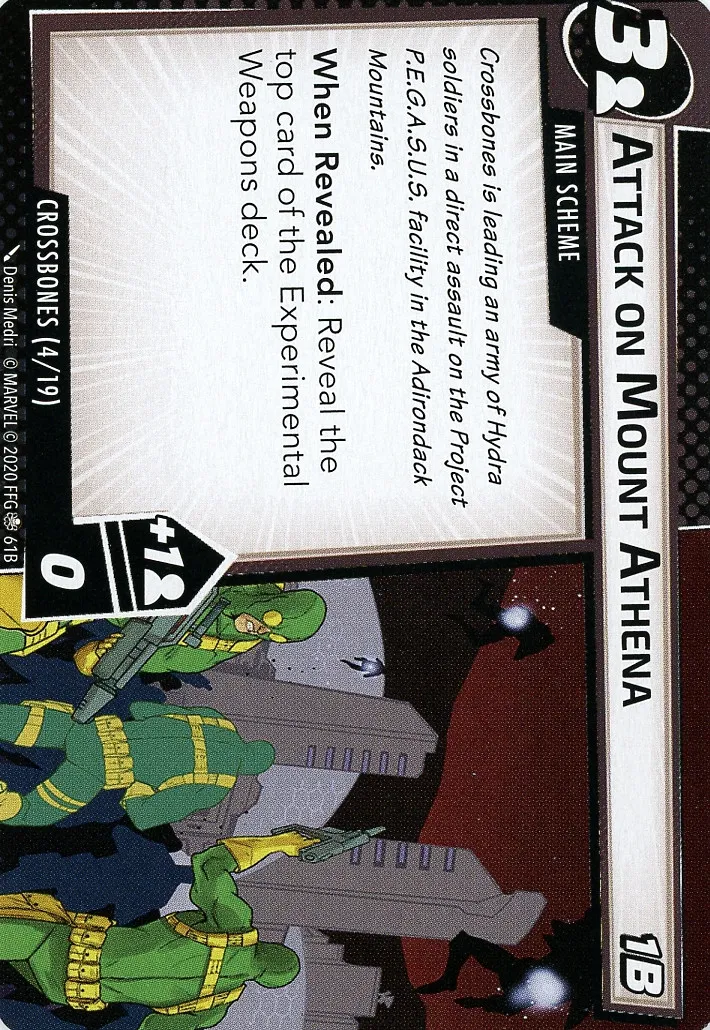 3
ATTACK ON MOUNT ATHENA
1B
MAIN SCHEME
Crossbones is leading an army of Hydra
soldiers in a direct assault on the Project
P.E.G.A.S.U.S. facility in the Adirondack
Mountains.
When Revealed: Reveal the
top card of the Experimental
Weapons deck.
+1
0
CROSSBONES (4/19)
Denis Medri © MARVEL © 2020 FFG 61B